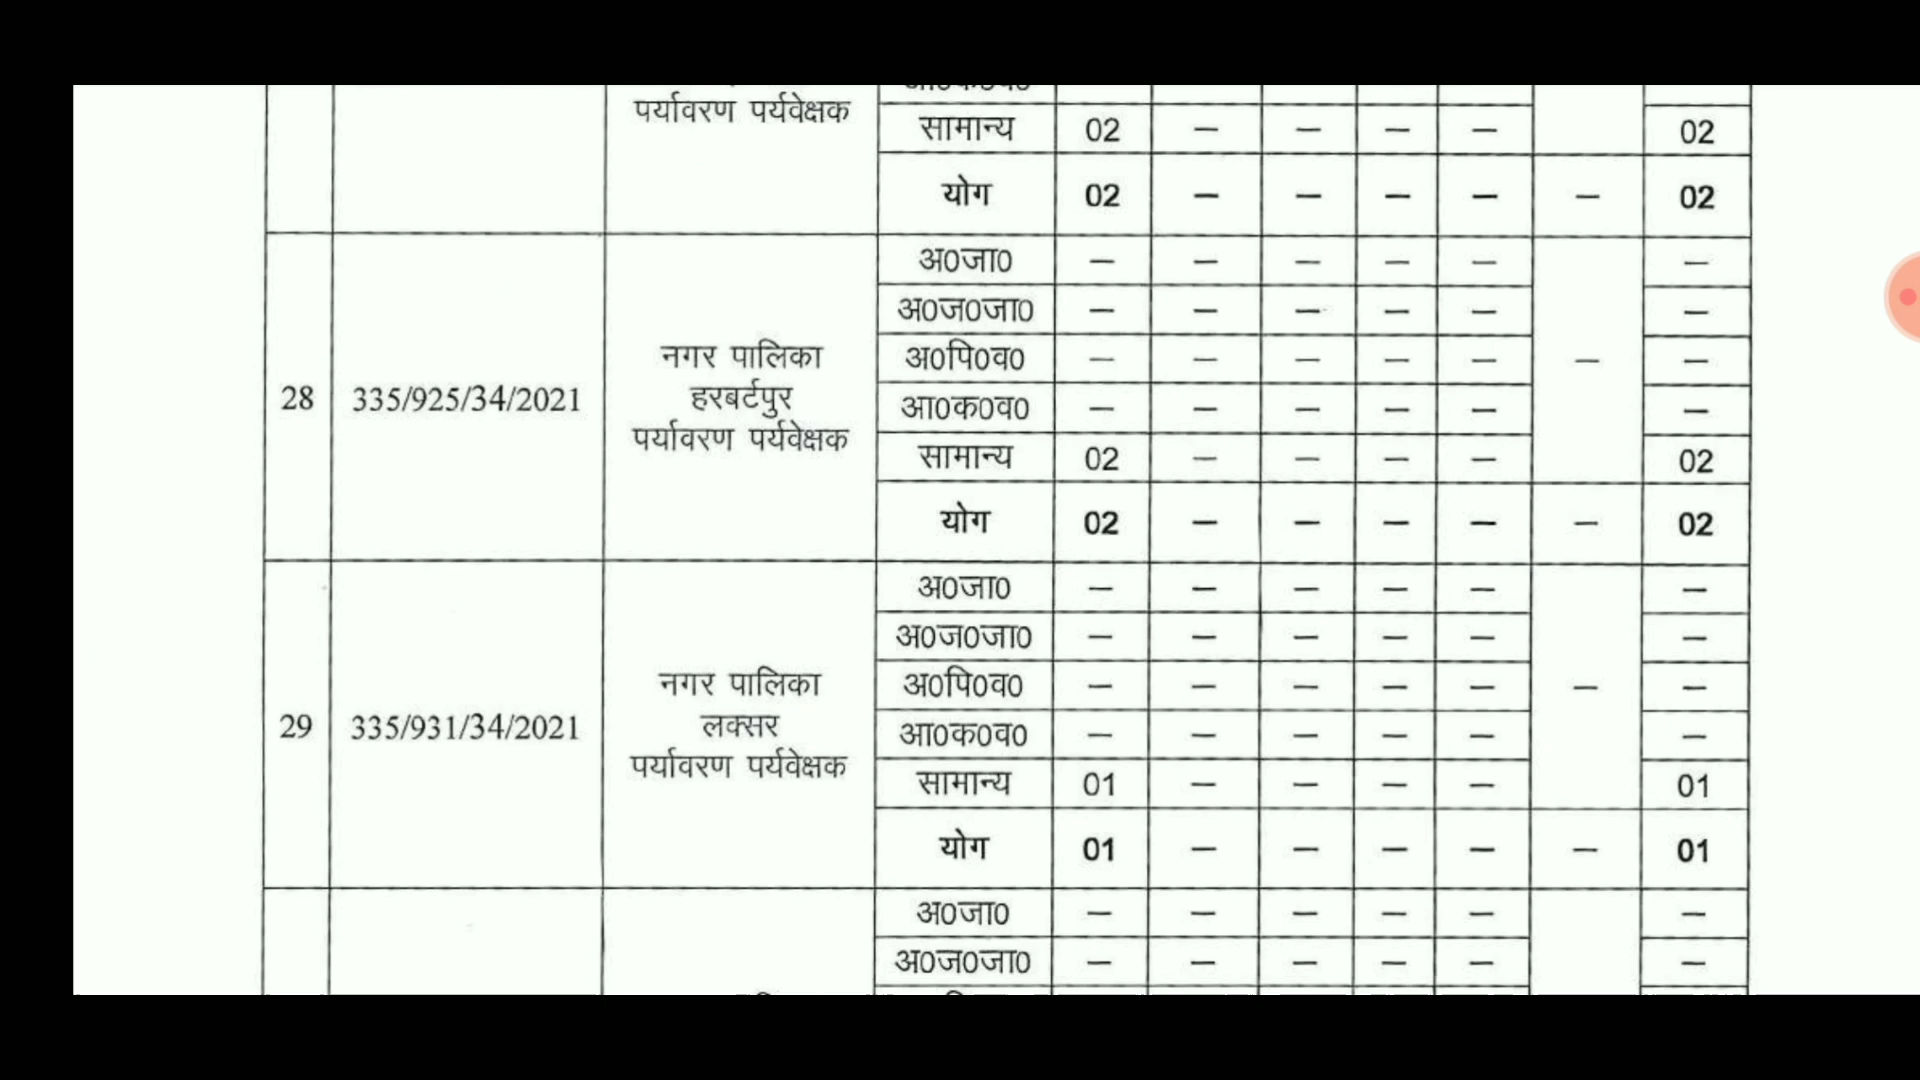 पर्यावरण पर्यवेक्षक
सामान्य 02 – – – – 02
योग 02 – – – – – 02
अ0जा0 – – – – – –
अ0ज0जा0 – – – – – –
अ0पि0व0 – – – – – – –
आ0क0व0 – – – – – –
सामान्य 02 – – – – 02
योग 02 – – – – – 02
28 335/925/34/2021
नगर पालिका
हरबर्टपुर
पर्यावरण पर्यवेक्षक
अ0जा0 – – – – – –
अ0ज0जा0 – – – – – –
अ0पि0व0 – – – – – – –
आ0क0व0 – – – – – –
सामान्य 01 – – – – 01
योग 01 – – – – – 01
29 335/931/34/2021
नगर पालिका
लक्सर
पर्यावरण पर्यवेक्षक
अ0जा0 – – – – – –
अ0ज0जा0 – – – – – –